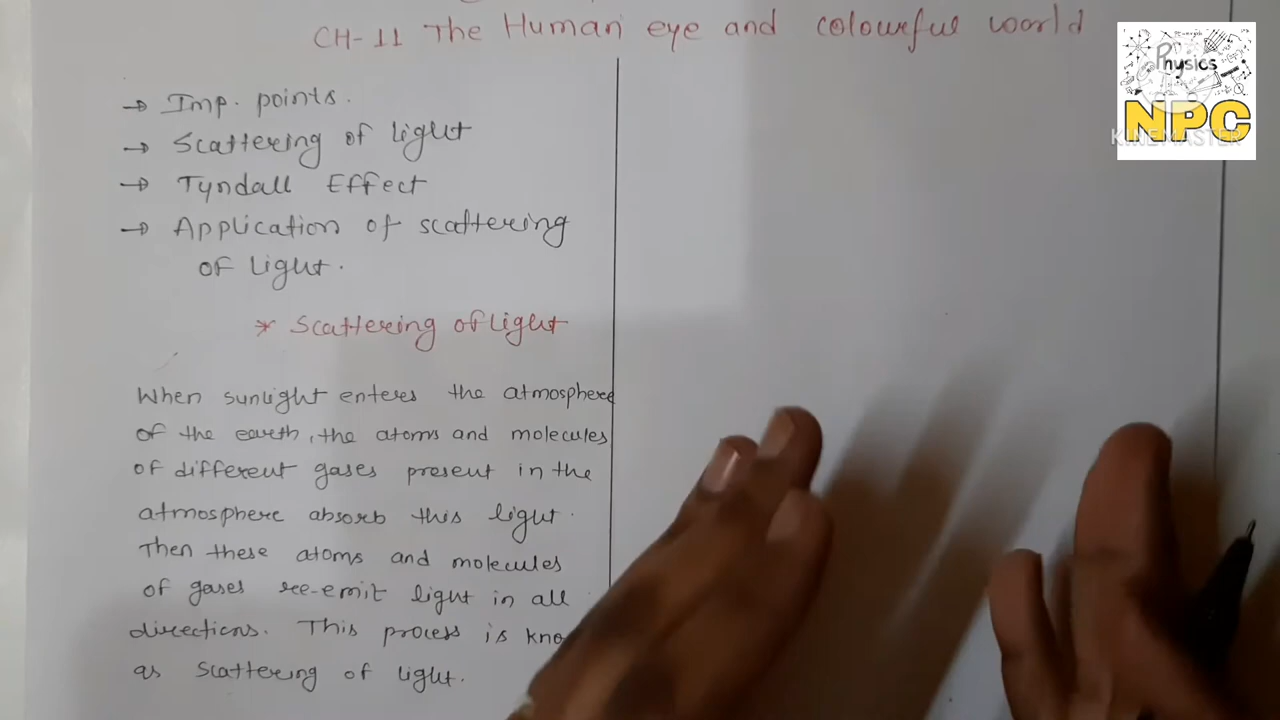 CH-11 The Human eye and colourful world
→ Imp. points.
→ Scattering of light
→ Tyndall Effect
→ Application of scattering
of light.
* Scattering of light
When sunlight enteres the atmosphere
of the earth, the atoms and molecules
of different gases present in the
atmosphere absorb this light.
Then these atoms and molecules
of gases re-emit light in all
directions. This process is kno
as scattering of light.
Physics
NPC
KINEMASTER